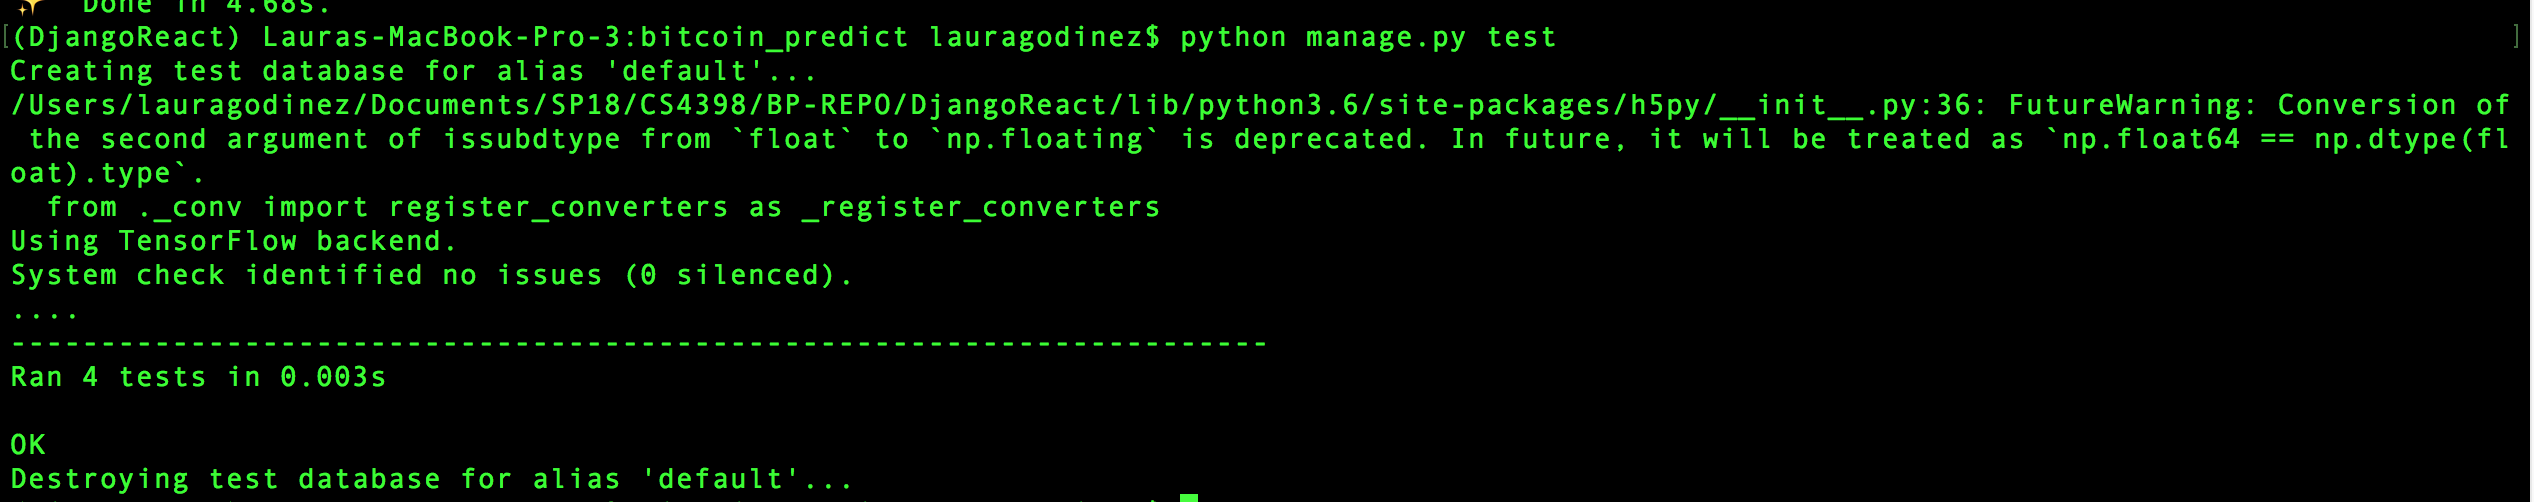 ✨  Done in 4.68s.
[(DjangoReact) Lauras-MacBook-Pro-3:bitcoin_predict lauragodinez$ python manage.py test ]
Creating test database for alias 'default'...
/Users/lauragodinez/Documents/SP18/CS4398/BP-REPO/DjangoReact/lib/python3.6/site-packages/h5py/__init__.py:36: FutureWarning: Conversion of
 the second argument of issubdtype from `float` to `np.floating` is deprecated. In future, it will be treated as `np.float64 == np.dtype(fl
oat).type`.
  from ._conv import register_converters as _register_converters
Using TensorFlow backend.
System check identified no issues (0 silenced).
....
----------------------------------------------------------------------
Ran 4 tests in 0.003s

OK
Destroying test database for alias 'default'...